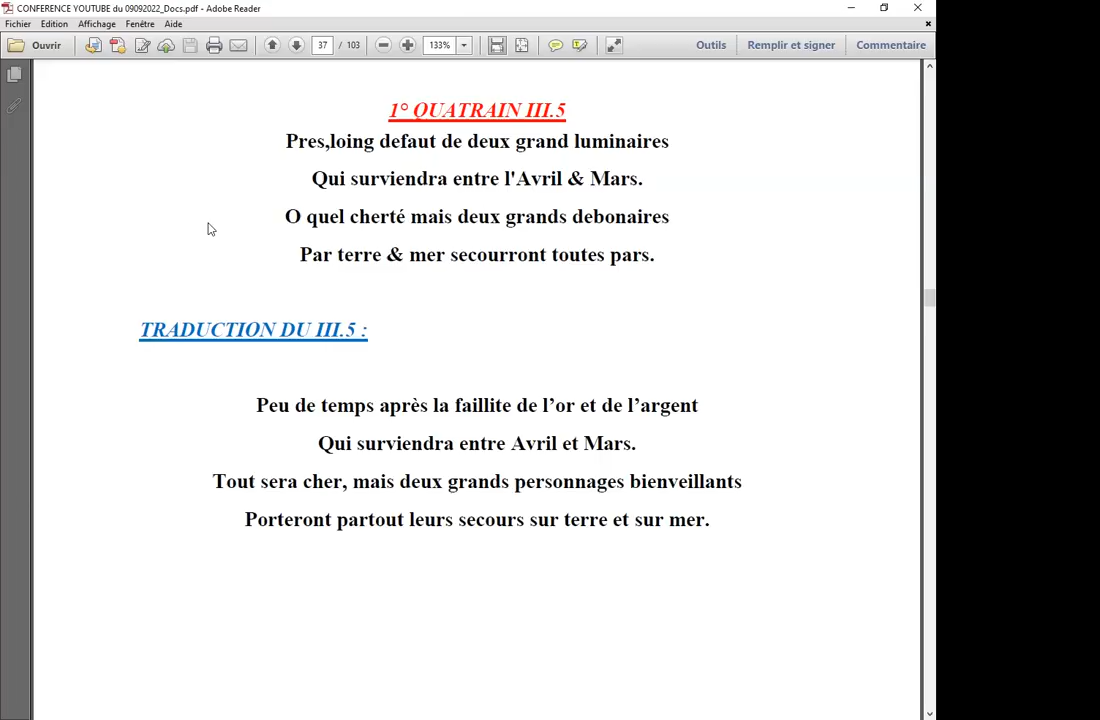 CONFERENCE YOUTUBE du 09092022_Docs.pdf - Adobe Reader
Fichier Edition Affichage Fenêtre Aide
Ouvrir 37 / 103 133% Outils Remplir et signer Commentaire
1° QUATRAIN III.5
Pres,loing defaut de deux grand luminaires
Qui surviendra entre l'Avril & Mars.
O quel cherté mais deux grands debonaires
Par terre & mer secourront toutes pars.
TRADUCTION DU III.5 :
Peu de temps après la faillite de l’or et de l’argent
Qui surviendra entre Avril et Mars.
Tout sera cher, mais deux grands personnages bienveillants
Porteront partout leurs secours sur terre et sur mer.